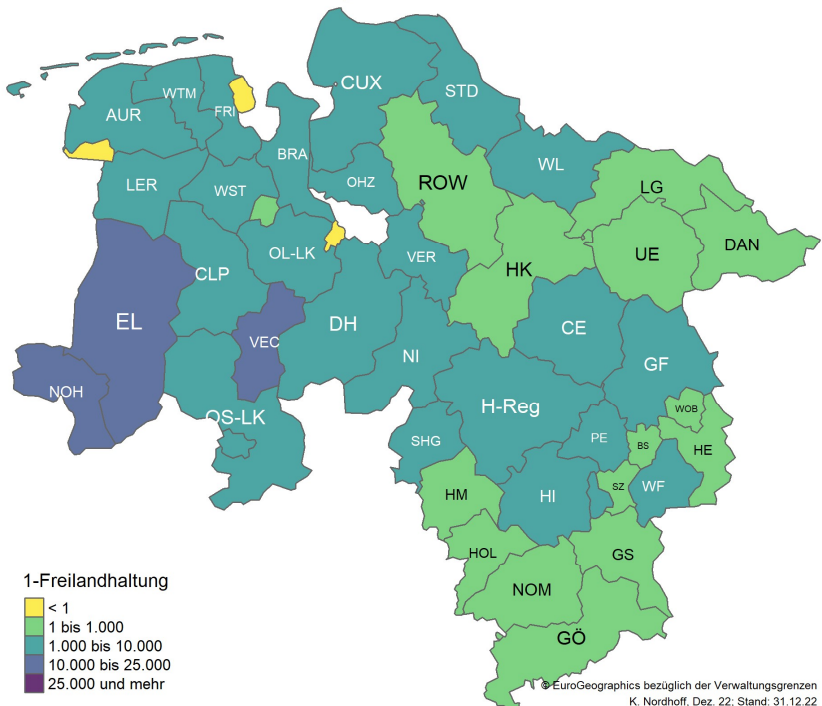 CUX
WTM
STD
AUR
FRI
BRA
WL
OHZ
ROW
LER
WST
LG
DAN
UE
OL-LK
VER
HK
CLP
EL
DH
CE
VEC
NI
GF
NOH
H-Reg
WOB
OS-LK
SHG
PE
BS
HE
SZ
WF
HM
HI
HOL
GS
NOM
GÖ
1-Freilandhaltung
< 1
1 bis 1.000
1.000 bis 10.000
10.000 bis 25.000
25.000 und mehr
© EuroGeographics bezüglich der Verwaltungsgrenzen
K. Nordhoff, Dez. 22; Stand: 31.12.22